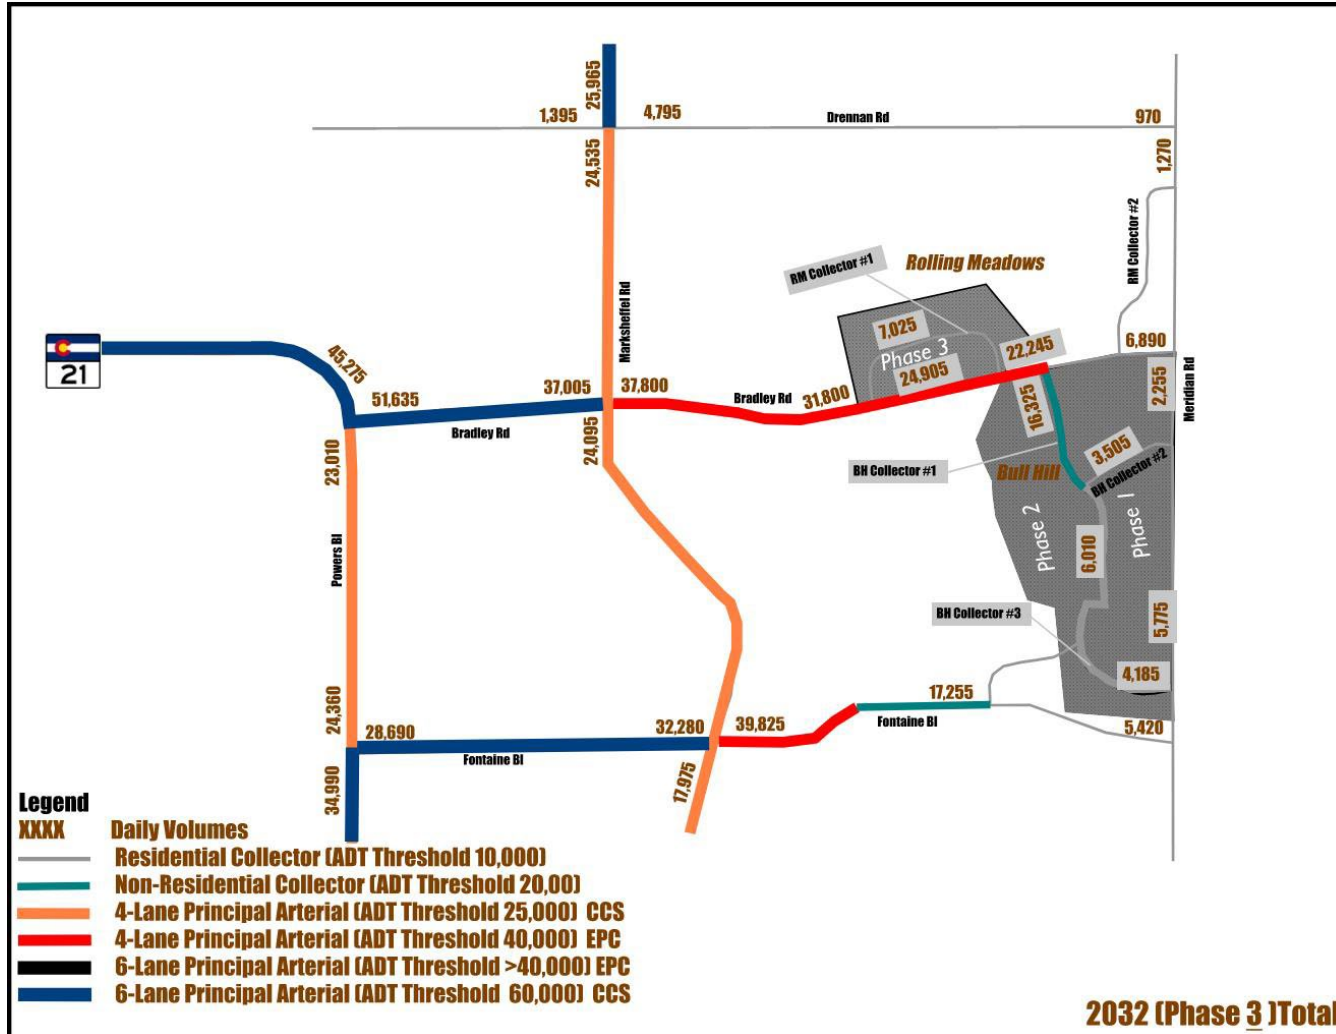 25,965
1,395
4,795
Drennan Rd
970
24,535
1,270
RM Collector #2
RM Collector #1
Rolling Meadows
Marksheffel Rd
7,025
Phase 3
22,245
6,890
21
45,275
24,905
2,255
Meridian Rd
51,635
37,005
37,800
Bradley Rd
31,800
16,325
Bradley Rd
24,095
23,010
3,505
BH Collector #1
Bull Hill
BH Collector #2
Phase 2
Phase 1
Powers Bl
6,010
BH Collector #3
5,775
4,185
24,360
28,690
32,280
39,825
17,255
Fontaine Bl
5,420
Fontaine Bl
34,990
17,975
Legend
XXXX Daily Volumes
Residential Collector (ADT Threshold 10,000)
Non-Residential Collector (ADT Threshold 20,00)
4-Lane Principal Arterial (ADT Threshold 25,000) CCS
4-Lane Principal Arterial (ADT Threshold 40,000) EPC
6-Lane Principal Arterial (ADT Threshold >40,000) EPC
6-Lane Principal Arterial (ADT Threshold 60,000) CCS
2032 (Phase 3 )Total